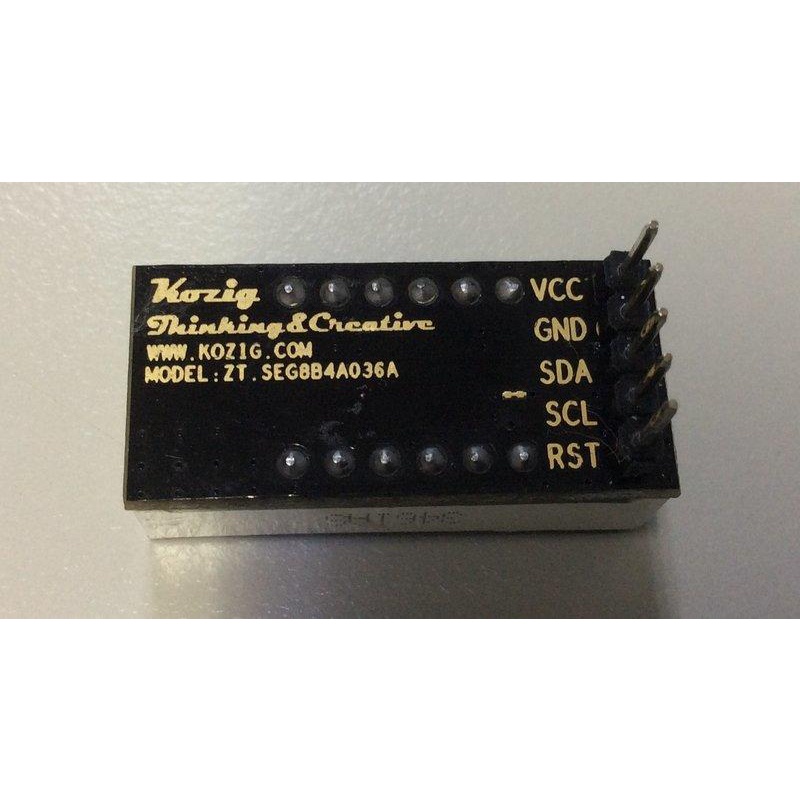 Kozig
Thinking&Creative
WWW.KOZIG.COM
MODEL:ZT.SEG8B4A036A
VCC
GND
SDA
SCL
RST